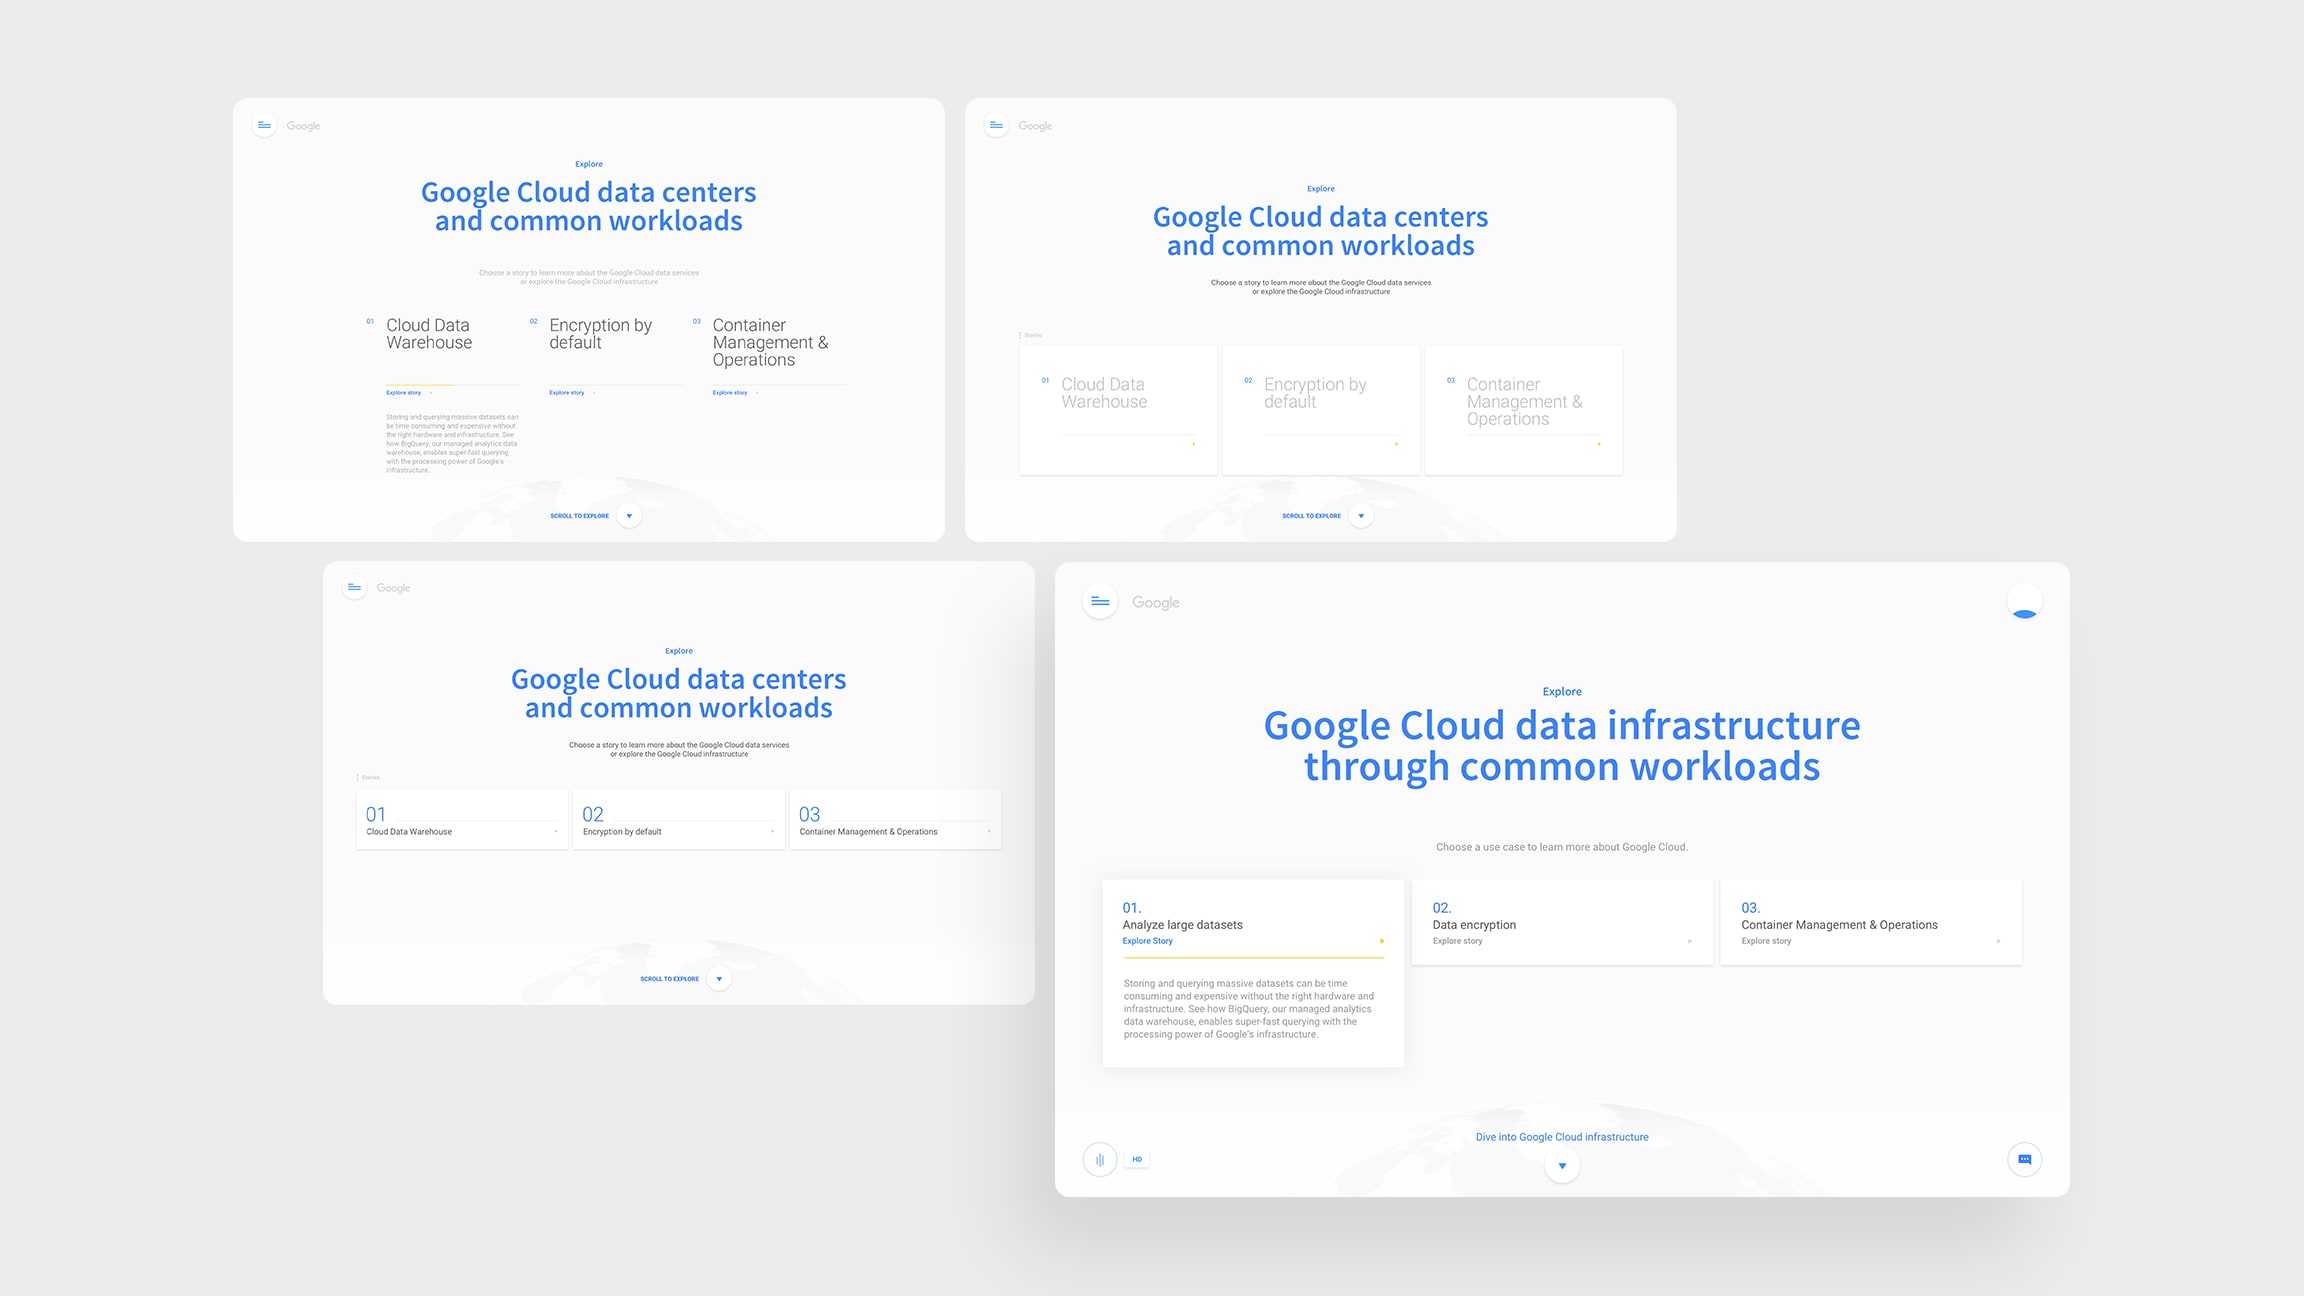 Google
Explore
Google Cloud data centers
and common workloads
Choose a story to learn more about the Google Cloud data services
or explore the Google Cloud infrastructure
01
Cloud Data
Warehouse
Explore story
Storing and querying massive datasets can
be time consuming and expensive without
the right hardware and infrastructure. See
how BigQuery, our managed analytics data
warehouse, enables super-fast querying
with the processing power of Google's
infrastructure.
02
Encryption by
default
Explore story
03
Container
Management &
Operations
Explore story
SCROLL TO EXPLORE
Google
Explore
Google Cloud data centers
and common workloads
Choose a story to learn more about the Google Cloud data services
or explore the Google Cloud infrastructure
Stories
01
Cloud Data
Warehouse
02
Encryption by
default
03
Container
Management &
Operations
SCROLL TO EXPLORE
Google
Explore
Google Cloud data centers
and common workloads
Choose a story to learn more about the Google Cloud data services
or explore the Google Cloud infrastructure
Stories
01
Cloud Data Warehouse
02
Encryption by default
03
Container Management & Operations
SCROLL TO EXPLORE
Google
Explore
Google Cloud data infrastructure
through common workloads
Choose a use case to learn more about Google Cloud.
01.
Analyze large datasets
Explore Story
Storing and querying massive datasets can be time
consuming and expensive without the right hardware and
infrastructure. See how BigQuery, our managed analytics
data warehouse, enables super-fast querying with the
processing power of Google's infrastructure.
02.
Data encryption
Explore story
03.
Container Management & Operations
Explore story
Dive into Google Cloud infrastructure
HD